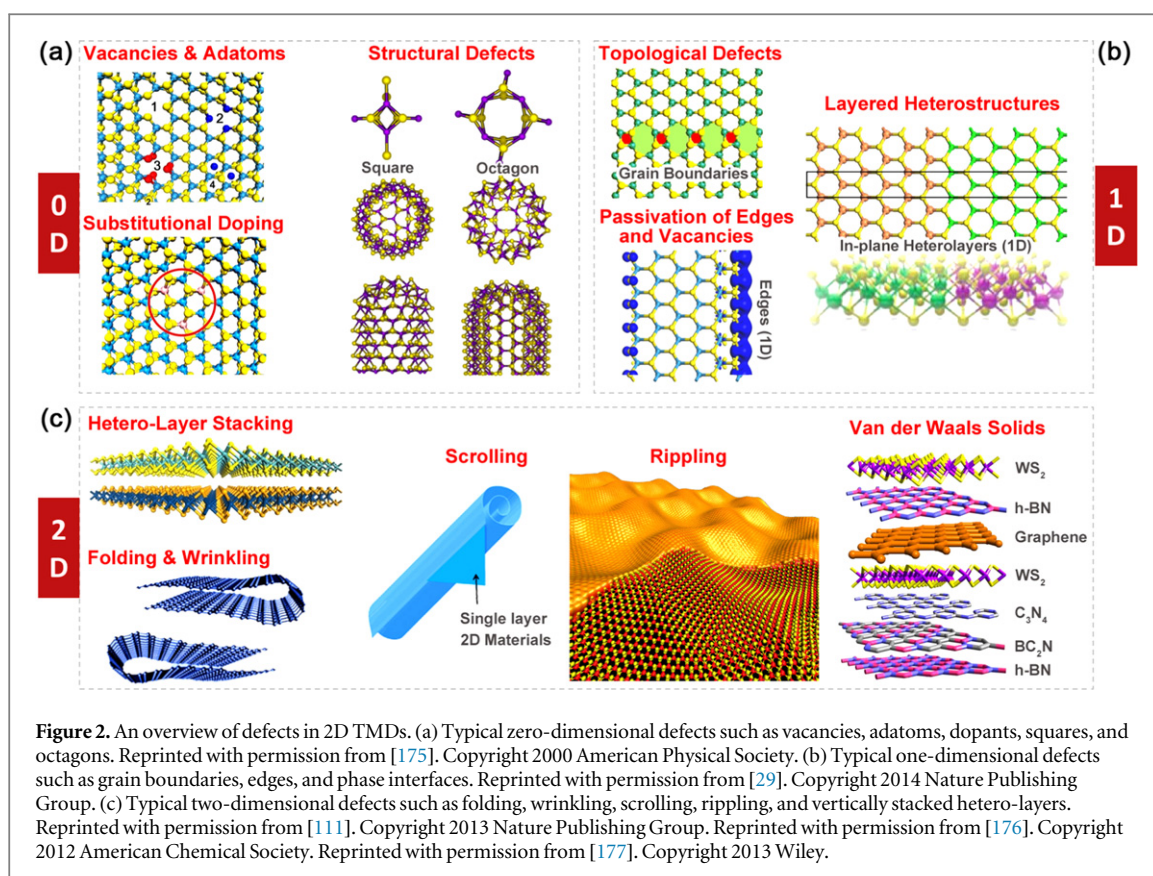 (a)
Vacancies & Adatoms
1
2
3
4
2
Substitutional Doping
Structural Defects
Square
Octagon
0
D
Topological Defects
Grain Boundaries
Passivation of Edges
and Vacancies
Edges (1D)
(b)
Layered Heterostructures
In-plane Heterolayers (1D)
1
D
(c)
Hetero-Layer Stacking
2
D
Folding & Wrinkling
Scrolling
Single layer
2D Materials
Rippling
Van der Waals Solids
WS₂
h-BN
Graphene
WS₂
C₃N₄
BC₂N
h-BN
Figure 2. An overview of defects in 2D TMDs. (a) Typical zero-dimensional defects such as vacancies, adatoms, dopants, squares, and
octagons. Reprinted with permission from [175]. Copyright 2000 American Physical Society. (b) Typical one-dimensional defects
such as grain boundaries, edges, and phase interfaces. Reprinted with permission from [29]. Copyright 2014 Nature Publishing
Group. (c) Typical two-dimensional defects such as folding, wrinkling, scrolling, rippling, and vertically stacked hetero-layers.
Reprinted with permission from [111]. Copyright 2013 Nature Publishing Group. Reprinted with permission from [176]. Copyright
2012 American Chemical Society. Reprinted with permission from [177]. Copyright 2013 Wiley.